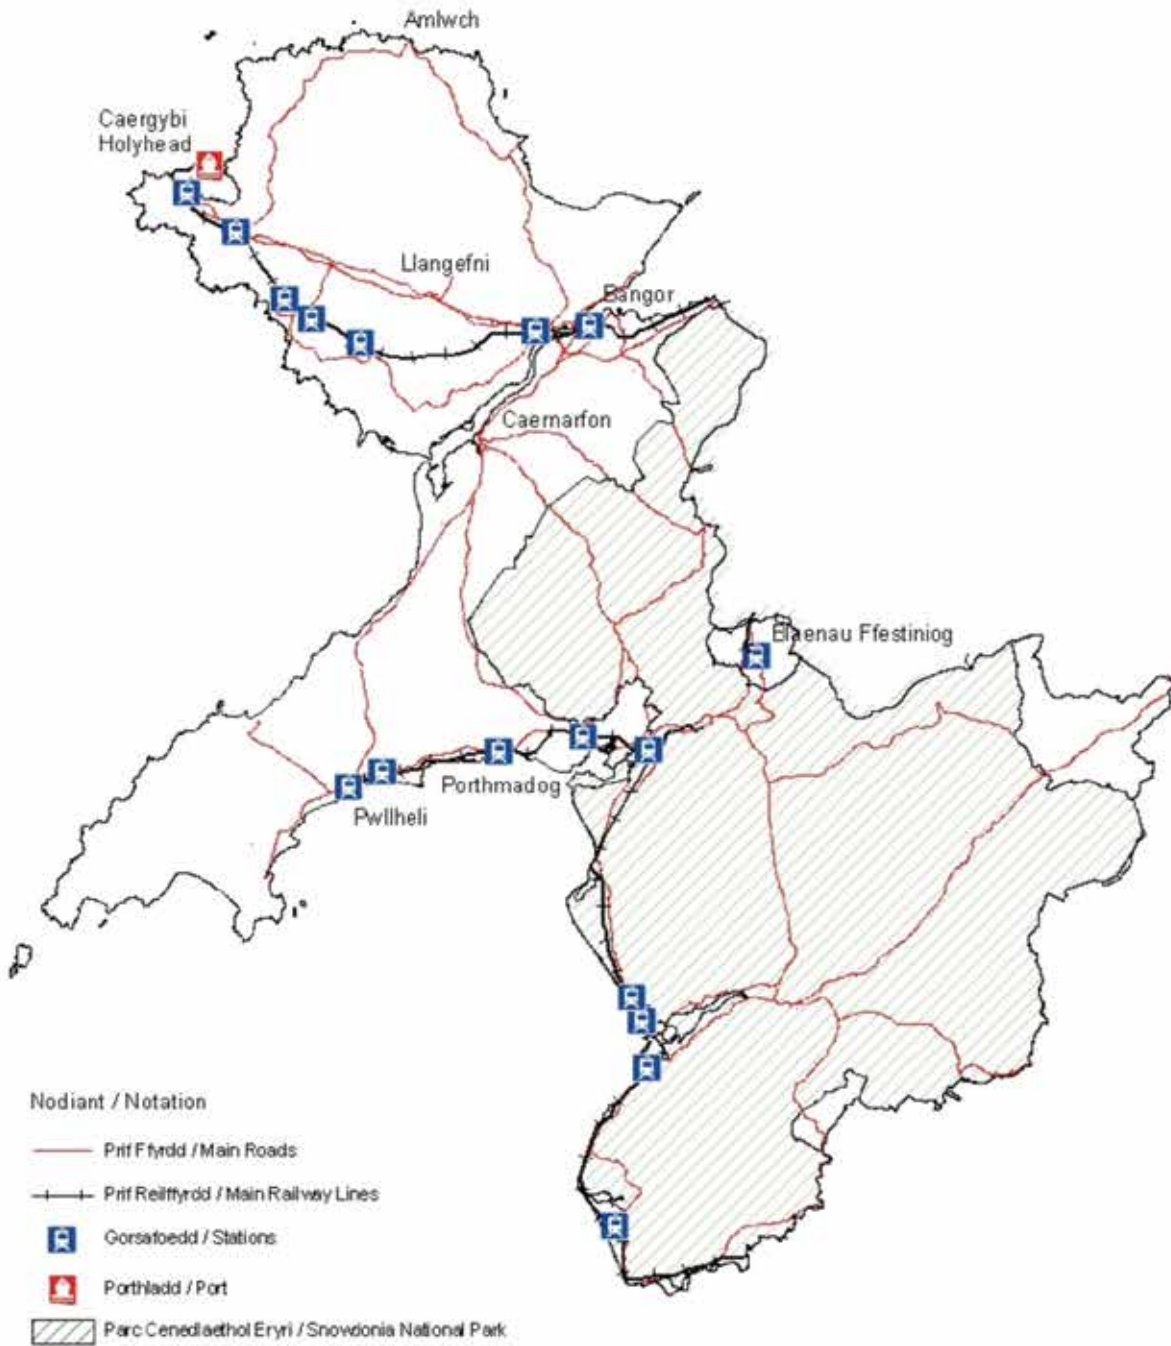 Amlwch
Caergybi
Holyhead
Llangefni
Bangor
Caernarfon
Blaenau Ffestiniog
Porthmadog
Pwllheli
Nodiant / Notation
Prif Ffyrdd / Main Roads
Prif Reilffyrdd / Main Railway Lines
Gorsafoedd / Stations
Porthladd / Port
Parc Cenedlaethol Eryri / Snowdonia National Park